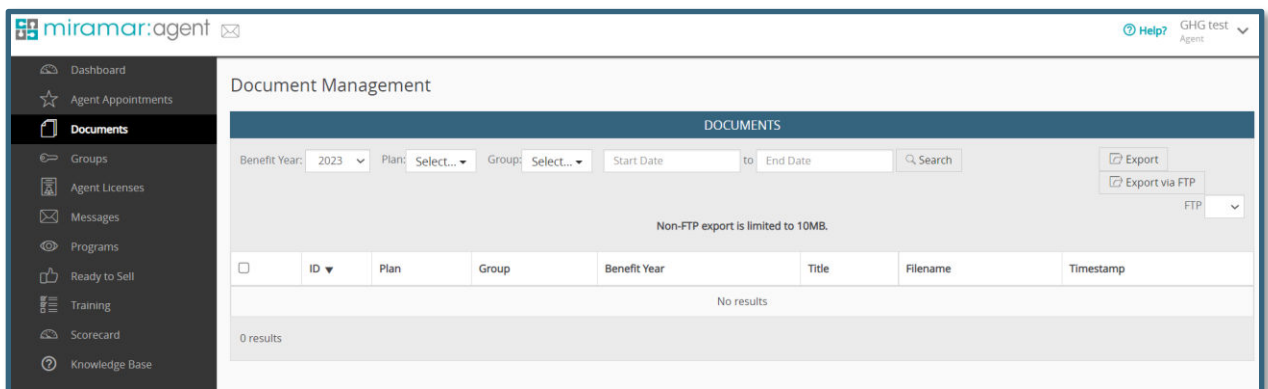 miramar:agent
Help?
GHG test
Agent
Dashboard
Agent Appointments
Documents
Groups
Agent Licenses
Messages
Programs
Ready to Sell
Training
Scorecard
Knowledge Base
Document Management
DOCUMENTS
Benefit Year: 2023 Plan: Select... Group: Select... Start Date to End Date Search Export
Export via FTP
FTP
Non-FTP export is limited to 10MB.
ID Plan Group Benefit Year Title Filename Timestamp
No results
0 results